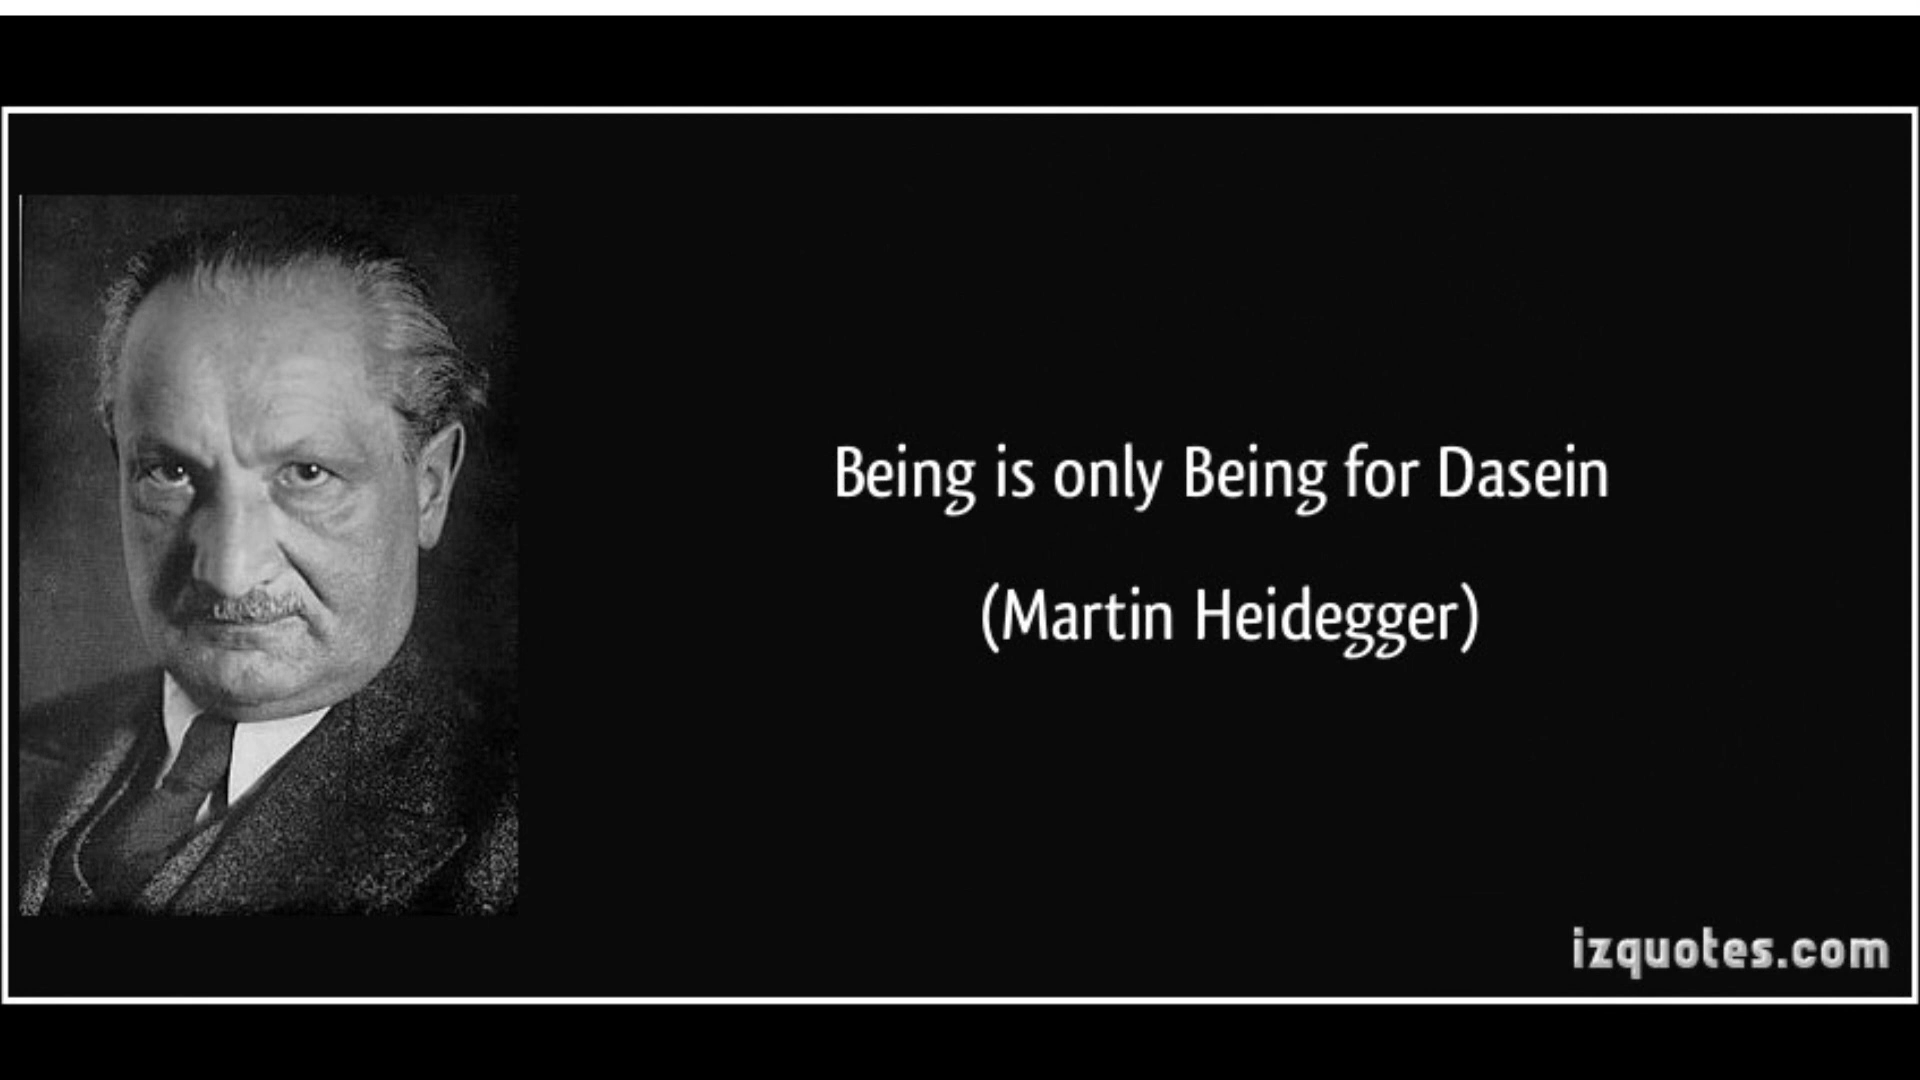 Being is only Being for Dasein
(Martin Heidegger)
izquotes.com